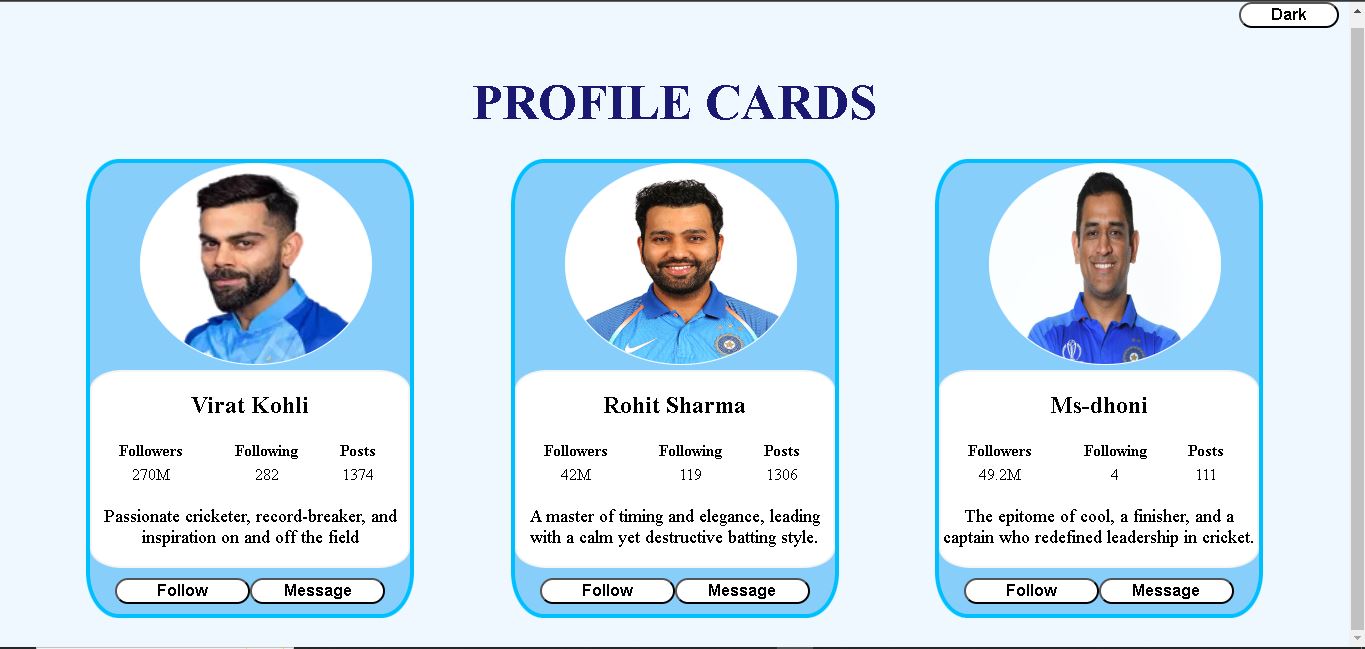 Dark
PROFILE CARDS
Virat Kohli
Followers Following Posts
270M 282 1374
Passionate cricketer, record-breaker, and
inspiration on and off the field
Follow Message
Rohit Sharma
Followers Following Posts
42M 119 1306
A master of timing and elegance, leading
with a calm yet destructive batting style.
Follow Message
Ms-dhoni
Followers Following Posts
49.2M 4 111
The epitome of cool, a finisher, and a
captain who redefined leadership in cricket.
Follow Message